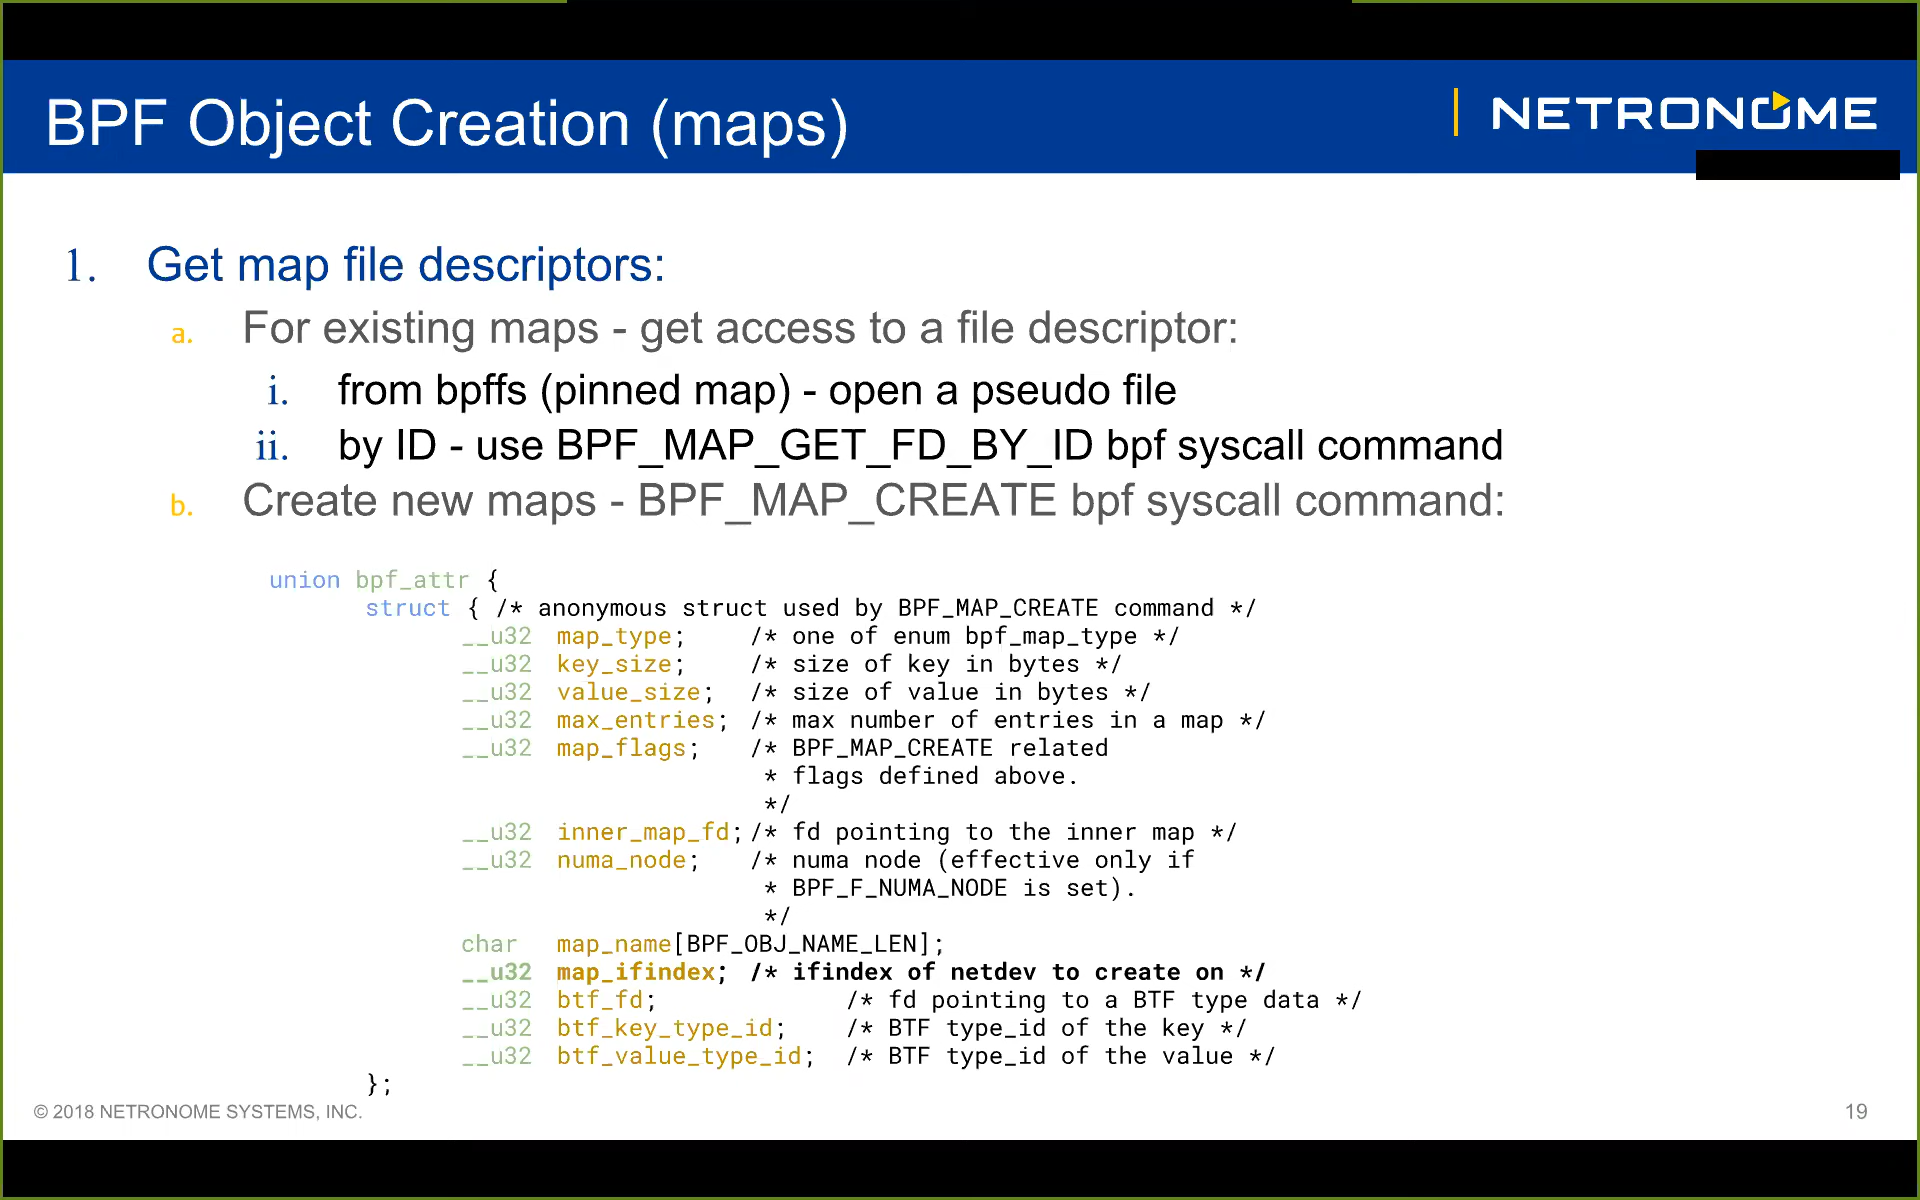 BPF Object Creation (maps)
NETRONOME
1. Get map file descriptors:
a. For existing maps - get access to a file descriptor:
i. from bpffs (pinned map) - open a pseudo file
ii. by ID - use BPF_MAP_GET_FD_BY_ID bpf syscall command
b. Create new maps - BPF_MAP_CREATE bpf syscall command:
union bpf_attr {
struct { /* anonymous struct used by BPF_MAP_CREATE command */
__u32 map_type; /* one of enum bpf_map_type */
__u32 key_size; /* size of key in bytes */
__u32 value_size; /* size of value in bytes */
__u32 max_entries; /* max number of entries in a map */
__u32 map_flags; /* BPF_MAP_CREATE related
* flags defined above.
*/
__u32 inner_map_fd; /* fd pointing to the inner map */
__u32 numa_node; /* numa node (effective only if
* BPF_F_NUMA_NODE is set).
*/
char map_name[BPF_OBJ_NAME_LEN];
__u32 map_ifindex; /* ifindex of netdev to create on */
__u32 btf_fd; /* fd pointing to a BTF type data */
__u32 btf_key_type_id; /* BTF type_id of the key */
__u32 btf_value_type_id; /* BTF type_id of the value */
};
© 2018 NETRONOME SYSTEMS, INC.
19